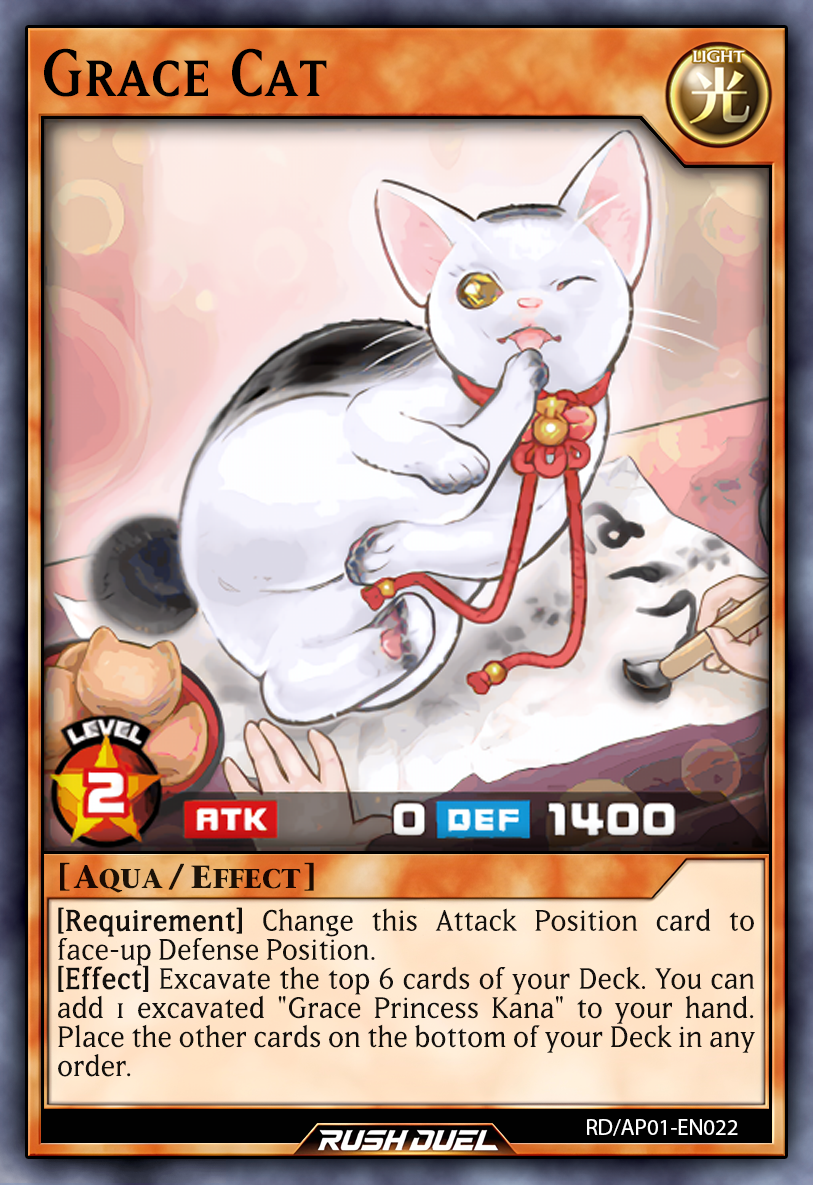 Grace Cat
LIGHT
光
LEVEL
2
ATK 0 DEF 1400
[Aqua / Effect]
[Requirement] Change this Attack Position card to
face-up Defense Position.
[Effect] Excavate the top 6 cards of your Deck. You can
add 1 excavated "Grace Princess Kana" to your hand.
Place the other cards on the bottom of your Deck in any
order.
RD/AP01-EN022
RUSH DUEL